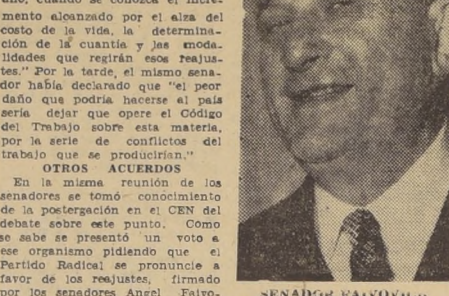 año, cuando se conozca el incre-
mento alcanzado por el alza del
costo de la vida, la determina-
ción de la cuantía y las moda-
lidades que regirán esos reajus-
tes." Por la tarde, el mismo sena-
dor había declarado que "el peor
daño que podría hacerse al país
sería dejar que opere el Código
del Trabajo sobre esta materia,
por la serie de conflictos del
trabajo que se producirían."
OTROS ACUERDOS
En la misma reunión de los
senadores se tomó conocimiento
de la postergación en el CEN del
debate sobre este punto. Como
se sabe se presentó un voto a
ese organismo pidiendo que el
Partido Radical se pronuncie a
favor de los reajustes, firmado
por los senadores Angel Faivo-
SENADOR FAIVOVICH